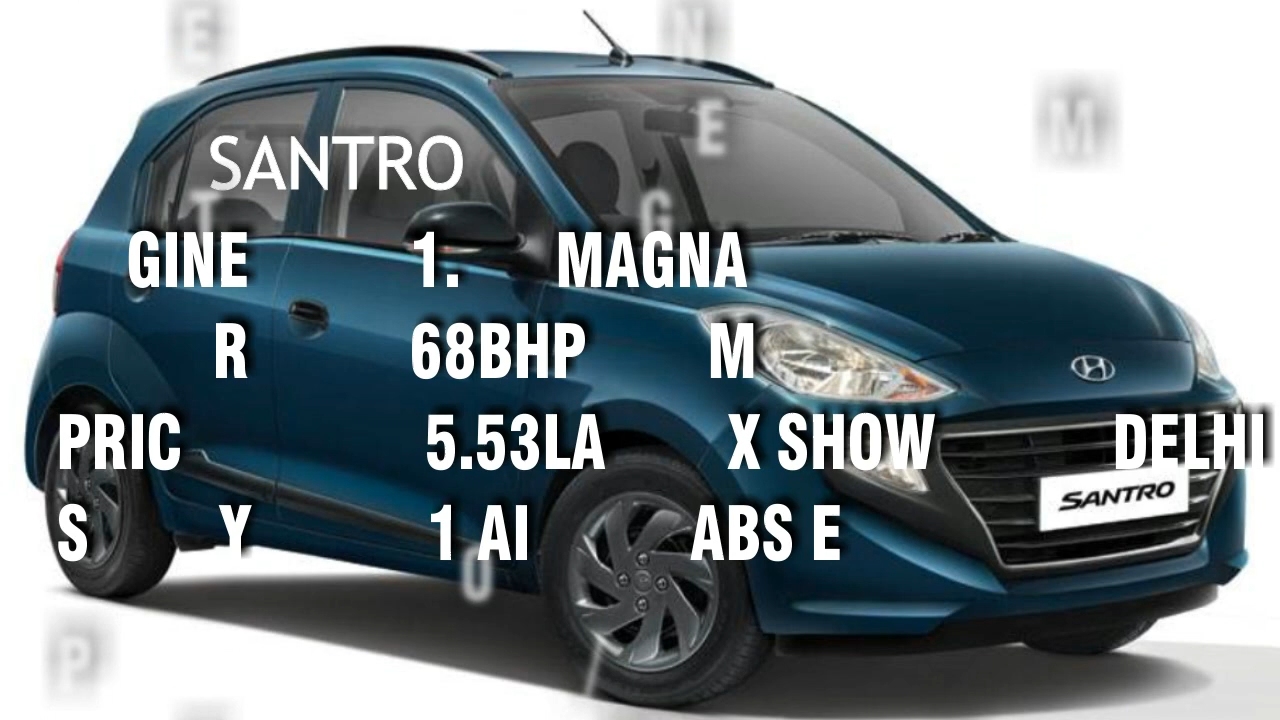 SANTRO
GINE 1. MAGNA
R 68BHP M
PRIC 5.53LA X SHOW DELHI
SANTRO
S Y 1 AI ABS E